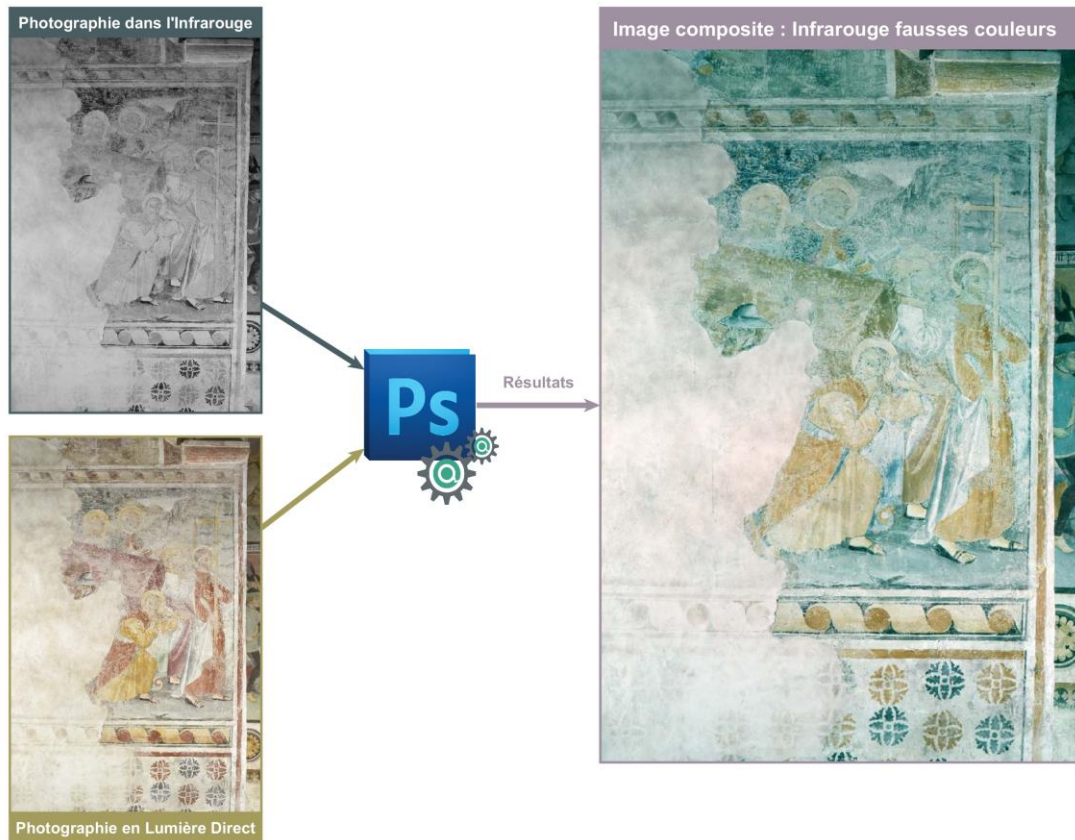 Photographie dans l'Infrarouge
Image composite : Infrarouge fausses couleurs
Ps
@
@
Résultats
Photographie en Lumière Direct